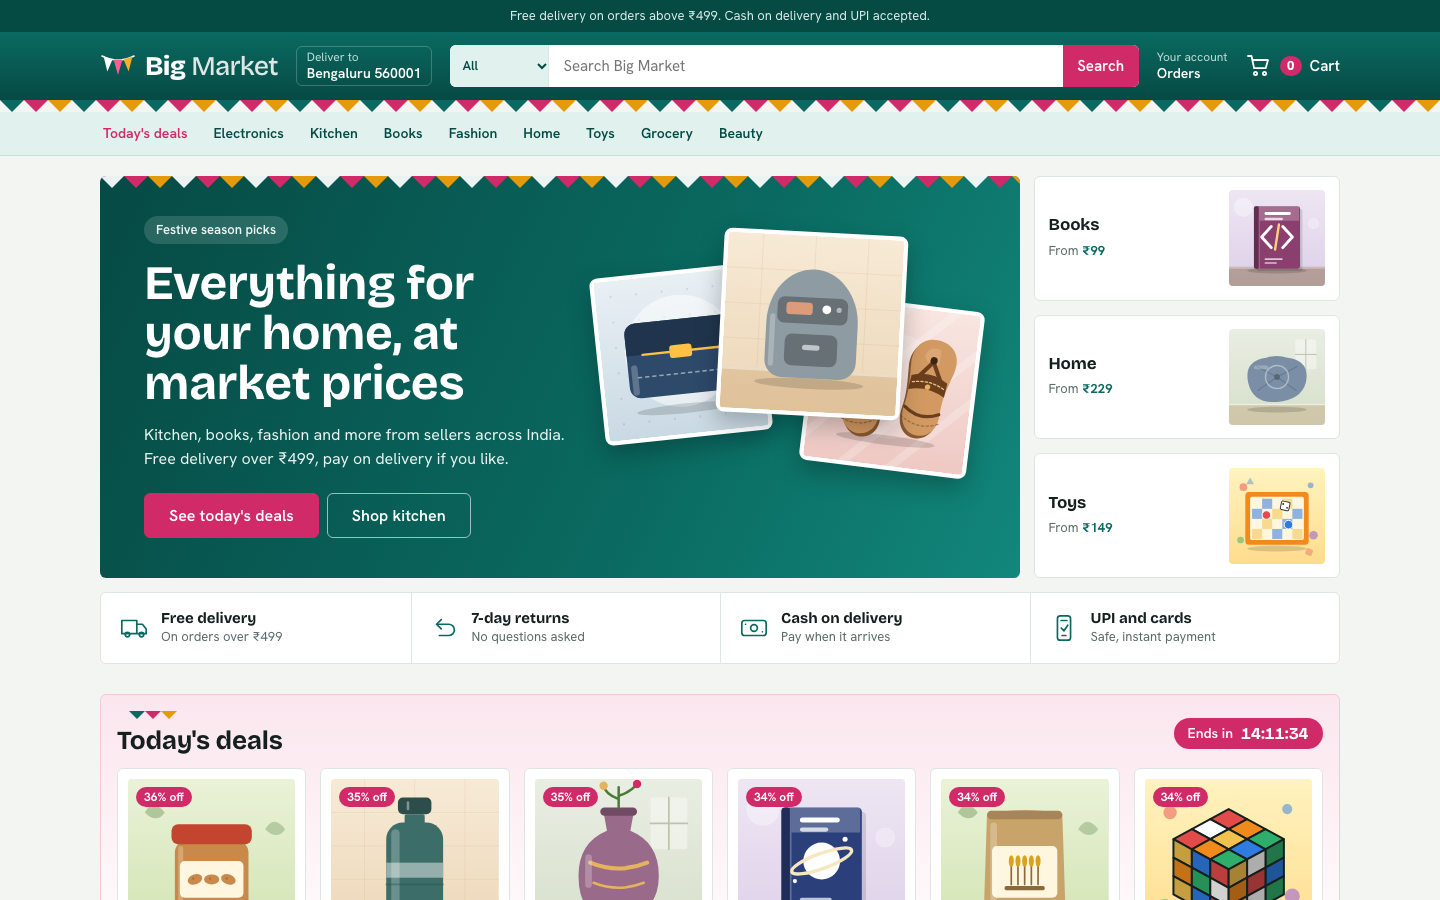 Free delivery on orders above ₹499. Cash on delivery and UPI accepted.
Big Market
Deliver to
Bengaluru 560001
All
Search Big Market
Search
Your account
Orders
0
Cart
Today's deals
Electronics
Kitchen
Books
Fashion
Home
Toys
Grocery
Beauty
Festive season picks
Everything for
your home, at
market prices
Kitchen, books, fashion and more from sellers across India.
Free delivery over ₹499, pay on delivery if you like.
See today's deals
Shop kitchen
Books
From ₹99
Home
From ₹229
Toys
From ₹149
Free delivery
On orders over ₹499
7-day returns
No questions asked
Cash on delivery
Pay when it arrives
UPI and cards
Safe, instant payment
Today's deals
Ends in 14:11:34
36% off
35% off
35% off
34% off
34% off
34% off